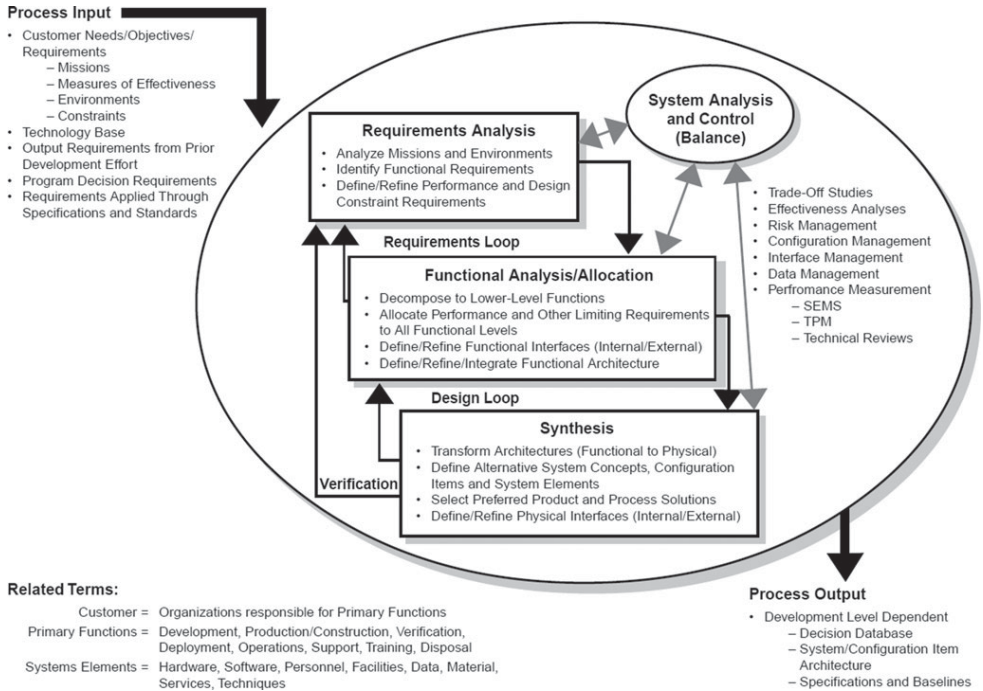 Process Input
• Customer Needs/Objectives/
Requirements
– Missions
– Measures of Effectiveness
– Environments
– Constraints
• Technology Base
• Output Requirements from Prior
Development Effort
• Program Decision Requirements
• Requirements Applied Through
Specifications and Standards
System Analysis
and Control
(Balance)
Requirements Analysis
• Analyze Missions and Environments
• Identify Functional Requirements
• Define/Refine Performance and Design
Constraint Requirements
• Trade-Off Studies
• Effectiveness Analyses
• Risk Management
• Configuration Management
• Interface Management
• Data Management
• Perfromance Measurement
– SEMS
– TPM
– Technical Reviews
Requirements Loop
Functional Analysis/Allocation
• Decompose to Lower-Level Functions
• Allocate Performance and Other Limiting Requirements
to All Functional Levels
• Define/Refine Functional Interfaces (Internal/External)
• Define/Refine/Integrate Functional Architecture
Design Loop
Synthesis
• Transform Architectures (Functional to Physical)
• Define Alternative System Concepts, Configuration
Items and System Elements
• Select Preferred Product and Process Solutions
• Define/Refine Physical Interfaces (Internal/External)
Verification
Related Terms:
Customer = Organizations responsible for Primary Functions
Primary Functions = Development, Production/Construction, Verification,
Deployment, Operations, Support, Training, Disposal
Systems Elements = Hardware, Software, Personnel, Facilities, Data, Material,
Services, Techniques
Process Output
• Development Level Dependent
– Decision Database
– System/Configuration Item
Architecture
– Specifications and Baselines